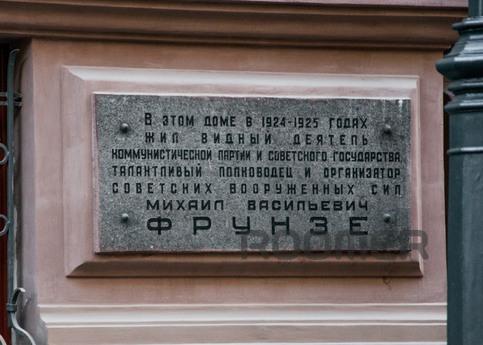 В ЭТОМ ДОМЕ В 1924-1925 ГОДАХ
ЖИЛ ВИДНЫЙ ДЕЯТЕЛЬ
КОММУНИСТИЧЕСКОЙ ПАРТИИ И СОВЕТСКОГО ГОСУДАРСТВА,
ТАЛАНТЛИВЫЙ ПОЛКОВОДЕЦ И ОРГАНИЗАТОР
СОВЕТСКИХ ВООРУЖЕННЫХ СИЛ
МИХАИЛ ВАСИЛЬЕВИЧ
ФРУНЗЕ
ROOMER